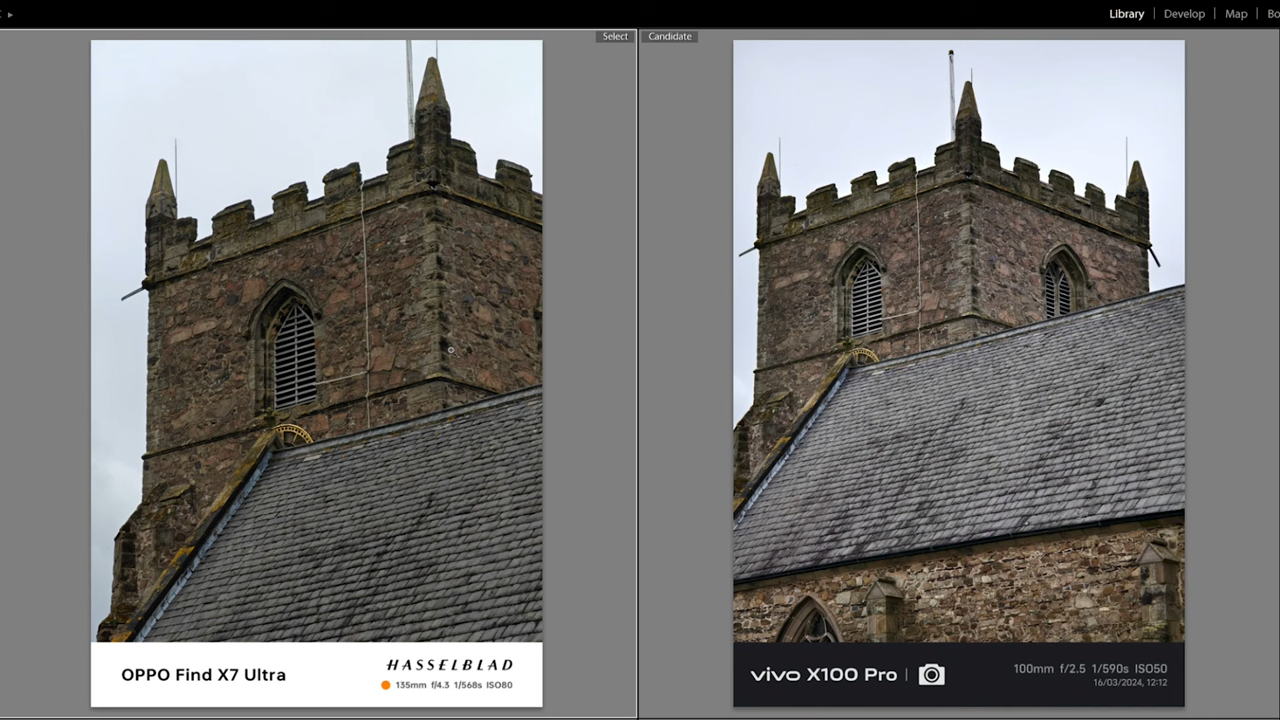 Library | Develop | Map | Bo
Select
Candidate
OPPO Find X7 Ultra
HASSELBLAD
135mm f/4.3 1/568s ISO80
vivo X100 Pro
100mm f/2.5 1/590s ISO50
16/03/2024, 12:12